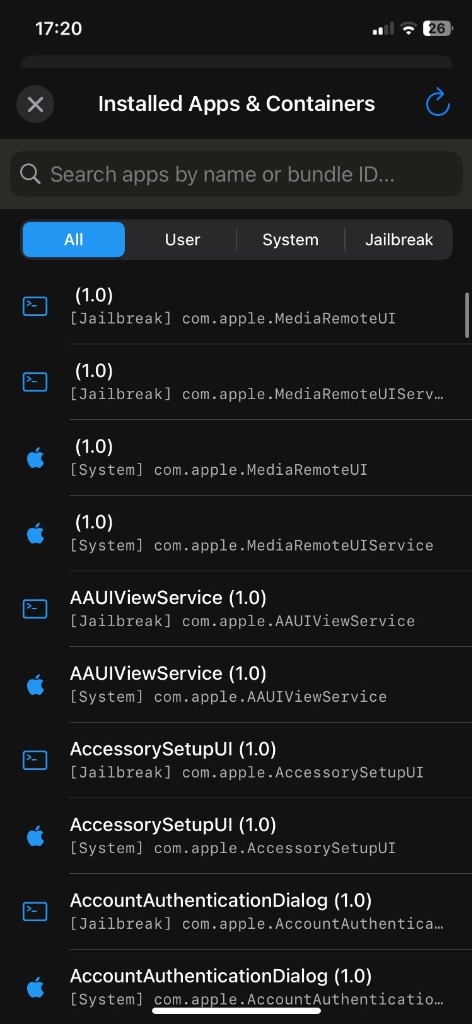 17:20
26
Installed Apps & Containers
Search apps by name or bundle ID...
All User System Jailbreak
(1.0)
[Jailbreak] com.apple.MediaRemoteUI
(1.0)
[Jailbreak] com.apple.MediaRemoteUIServ…
(1.0)
[System] com.apple.MediaRemoteUI
(1.0)
[System] com.apple.MediaRemoteUIService
AAUIViewService (1.0)
[Jailbreak] com.apple.AAUIViewService
AAUIViewService (1.0)
[System] com.apple.AAUIViewService
AccessorySetupUI (1.0)
[Jailbreak] com.apple.AccessorySetupUI
AccessorySetupUI (1.0)
[System] com.apple.AccessorySetupUI
AccountAuthenticationDialog (1.0)
[Jailbreak] com.apple.AccountAuthentica…
AccountAuthenticationDialog (1.0)
[System] com.apple.AccountAuthenticatio…